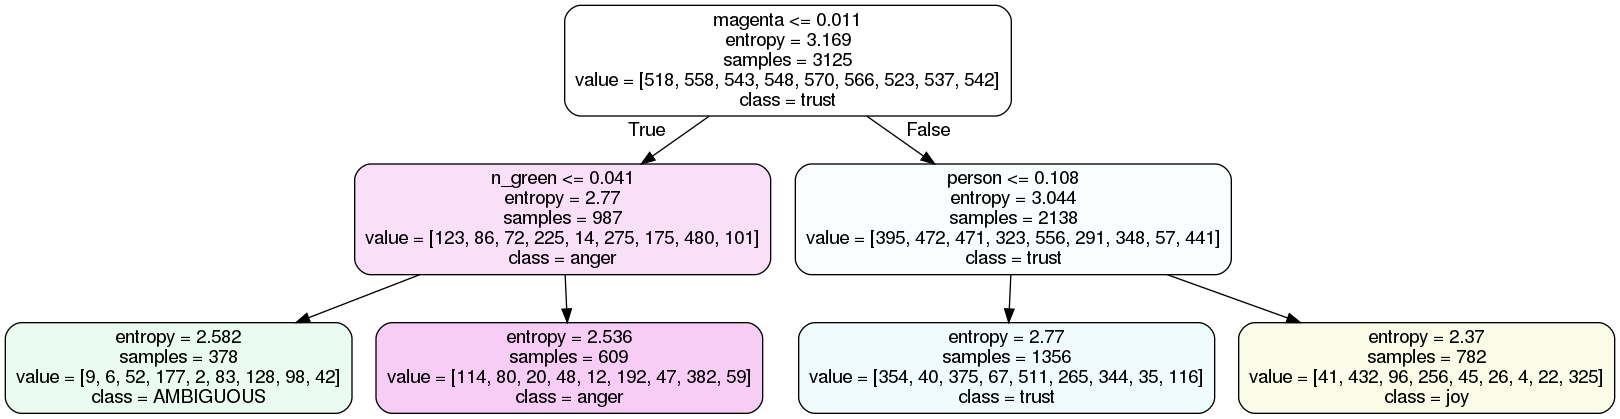 magenta <= 0.011
entropy = 3.169
samples = 3125
value = [518, 558, 543, 548, 570, 566, 523, 537, 542]
class = trust
True
False
n_green <= 0.041
entropy = 2.77
samples = 987
value = [123, 86, 72, 225, 14, 275, 175, 480, 101]
class = anger
person <= 0.108
entropy = 3.044
samples = 2138
value = [395, 472, 471, 323, 556, 291, 348, 57, 441]
class = trust
entropy = 2.582
samples = 378
value = [9, 6, 52, 177, 2, 83, 128, 98, 42]
class = AMBIGUOUS
entropy = 2.536
samples = 609
value = [114, 80, 20, 48, 12, 192, 47, 382, 59]
class = anger
entropy = 2.77
samples = 1356
value = [354, 40, 375, 67, 511, 265, 344, 35, 116]
class = trust
entropy = 2.37
samples = 782
value = [41, 432, 96, 256, 45, 26, 4, 22, 325]
class = joy